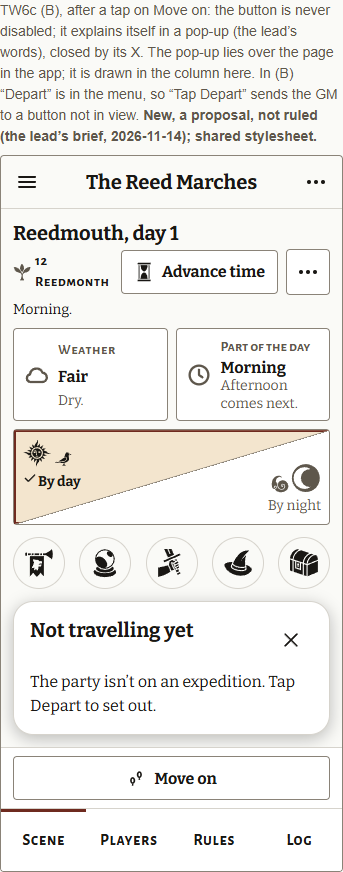 TW6c (B), after a tap on Move on: the button is never
disabled; it explains itself in a pop-up (the lead’s
words), closed by its X. The pop-up lies over the page
in the app; it is drawn in the column here. In (B)
“Depart” is in the menu, so “Tap Depart” sends the GM
to a button not in view. New, a proposal, not ruled
(the lead’s brief, 2026-11-14); shared stylesheet.
The Reed Marches
Reedmouth, day 1
12
Reedmonth
Advance time
Morning.
Weather
Fair
Dry.
Part of the day
Morning
Afternoon
comes next.
By day
By night
Not travelling yet
The party isn’t on an expedition. Tap
Depart to set out.
Move on
Scene
Players
Rules
Log